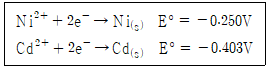 Ni²⁺ + 2e⁻ → Ni(s) E° = −0.250V
Cd²⁺ + 2e⁻ → Cd(s) E° = −0.403V